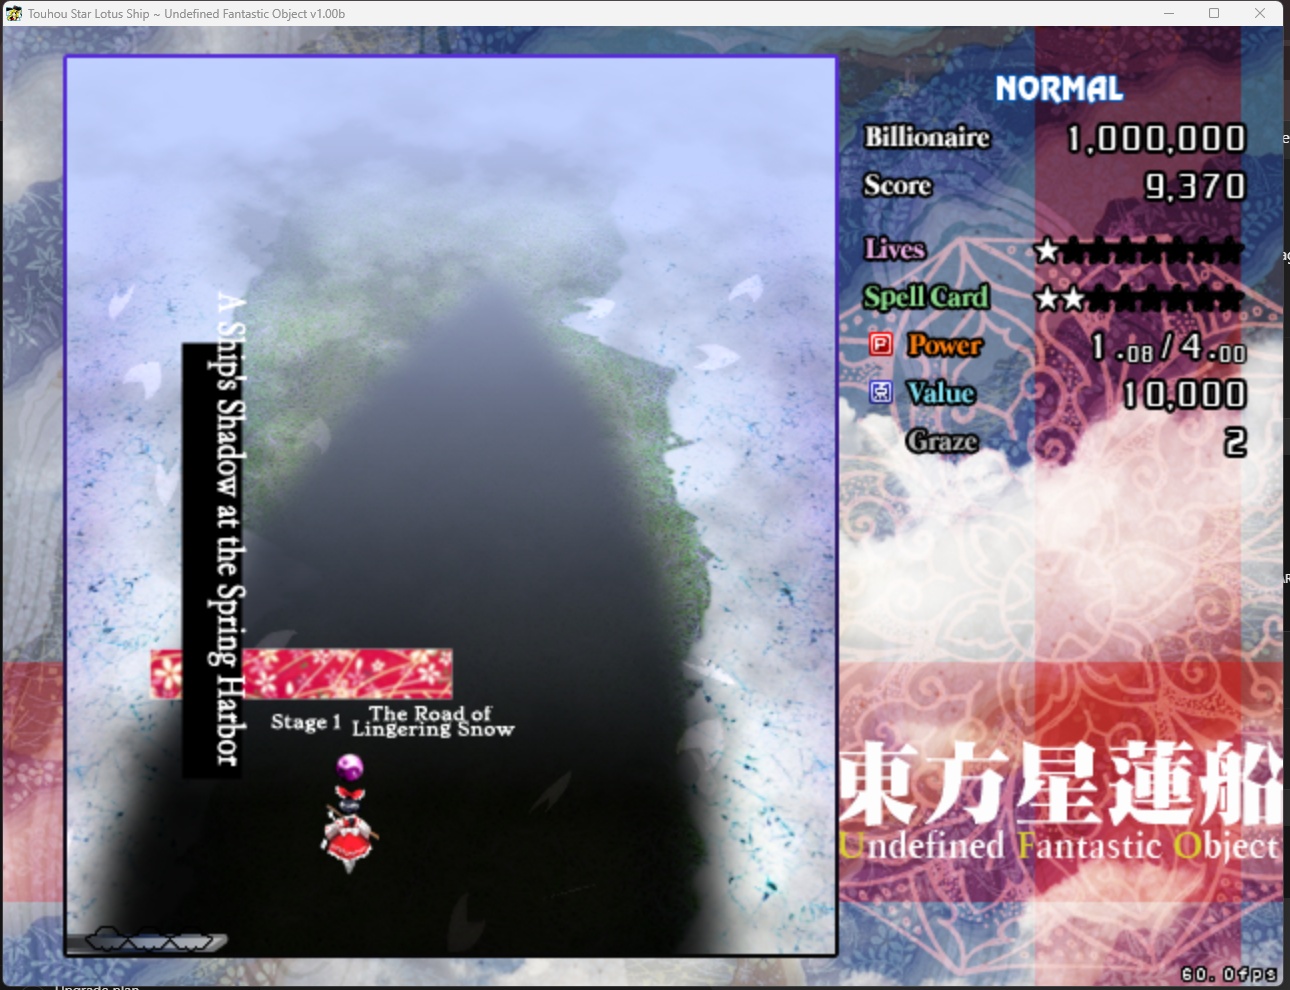 Touhou Star Lotus Ship ~ Undefined Fantastic Object v1.00b
NORMAL
Billionaire 1,000,000
Score 9,370
Lives
Spell Card
P Power 1.08/4.00
点 Value 10,000
Graze 2
A Ship's Shadow at the Spring Harbor
Stage 1
The Road of
Lingering Snow
東方星蓮船
Undefined Fantastic Object
60.0fps